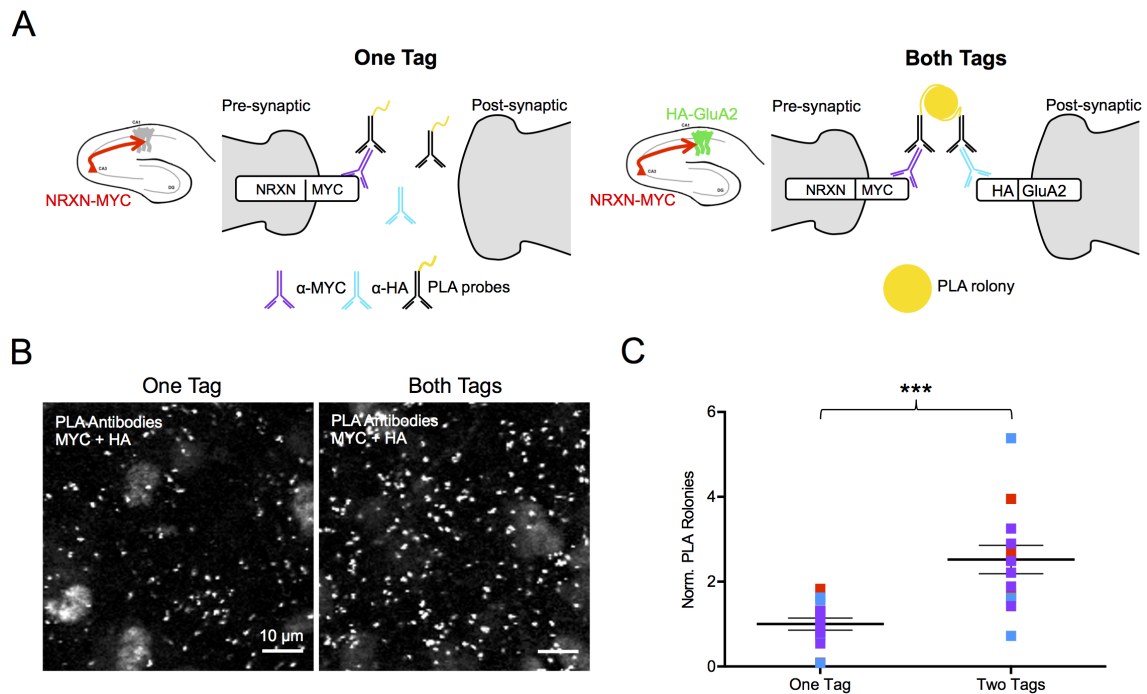 A
One Tag
Pre-synaptic
Post-synaptic
CA1
CA3
DG
NRXN-MYC
NRXN MYC
α-MYC
α-HA
PLA probes
Both Tags
HA-GluA2
Pre-synaptic
Post-synaptic
CA1
CA3
DG
NRXN-MYC
NRXN MYC
HA GluA2
PLA rolony
B
One Tag
PLA Antibodies
MYC + HA
10 μm
Both Tags
PLA Antibodies
MYC + HA
C
***
6
4
2
0
Norm. PLA Rolonies
One Tag
Two Tags